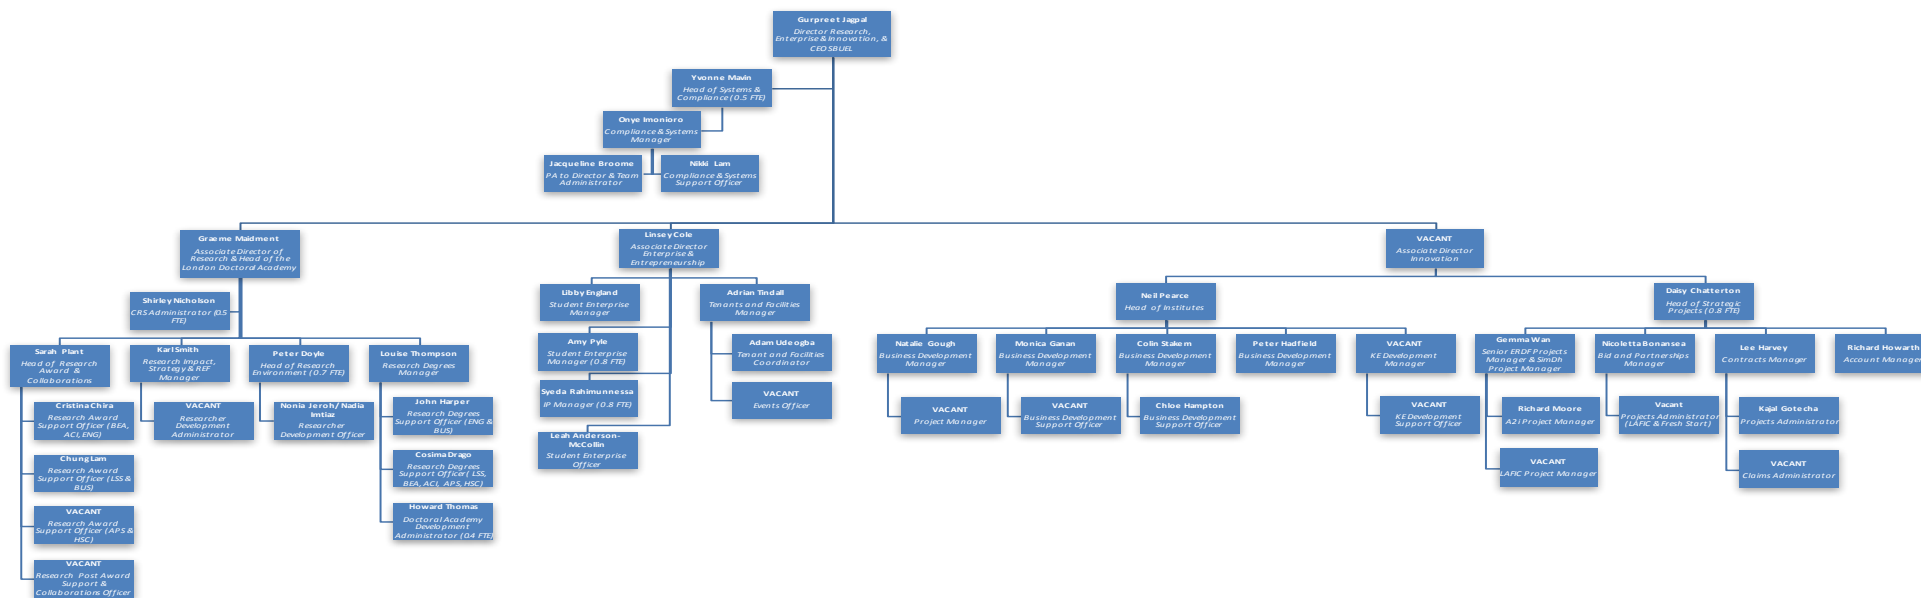 Gurpreet Jagpal
Director Research,
Enterprise & Innovation, &
CEO SBUEL
Yvonne Mavin
Head of Systems &
Compliance (0.5 FTE)
Onye Imonioro
Compliance & Systems
Manager
Jacqueline Broome
PA to Director & Team
Administrator
Nikki Lam
Compliance & Systems
Support Officer
Graeme Maidment
Associate Director of
Research & Head of the
London Doctoral Academy
Shirley Nicholson
CRS Administrator (0.5
FTE)
Sarah Plant
Head of Research
Award &
Collaborations
Cristina Chira
Research Award
Support Officer (BEA,
ACI, ENG)
Chung Lam
Research Award
Support Officer (LSS &
BUS)
VACANT
Research Award
Support Officer (APS &
HSC)
VACANT
Research Post Award
Support &
Collaborations Officer
Karl Smith
Research Impact,
Strategy & REF
Manager
VACANT
Researcher
Development
Administrator
Peter Doyle
Head of Research
Environment (0.7 FTE)
Nonia Jeroh / Nadia
Imtiaz
Researcher
Development Officer
Louise Thompson
Research Degrees
Manager
John Harper
Research Degrees
Support Officer (ENG &
BUS)
Cosima Drago
Research Degrees
Support Officer ( LSS,
BEA, ACI, APS, HSC)
Howard Thomas
Doctoral Academy
Development
Administrator (0.4 FTE)
Linsey Cole
Associate Director
Enterprise &
Entrepreneurship
Libby England
Student Enterprise
Manager
Amy Pyle
Student Enterprise
Manager (0.8 FTE)
Syeda Rahimunnessa
IP Manager (0.8 FTE)
Leah Anderson-
McCollin
Student Enterprise
Officer
Adrian Tindall
Tenants and Facilities
Manager
Adam Udeogba
Tenant and Facilities
Coordinator
VACANT
Events Officer
VACANT
Associate Director
Innovation
Neil Pearce
Head of Institutes
Natalie Gough
Business Development
Manager
VACANT
Project Manager
Monica Ganan
Business Development
Manager
VACANT
Business Development
Support Officer
Colin Stakem
Business Development
Manager
Chloe Hampton
Business Development
Support Officer
Peter Hadfield
Business Development
Manager
VACANT
KE Development
Manager
VACANT
KE Development
Support Officer
Daisy Chatterton
Head of Strategic
Projects (0.8 FTE)
Gemma Wan
Senior ERDF Projects
Manager & SimDh
Project Manager
Richard Moore
A2i Project Manager
VACANT
LAFIC Project Manager
Nicoletta Bonansea
Bid and Partnerships
Manager
Vacant
Projects Administrator
(LAFIC & Fresh Start)
Lee Harvey
Contracts Manager
Kajal Gotecha
Projects Administrator
VACANT
Claims Administrator
Richard Howarth
Account Manager